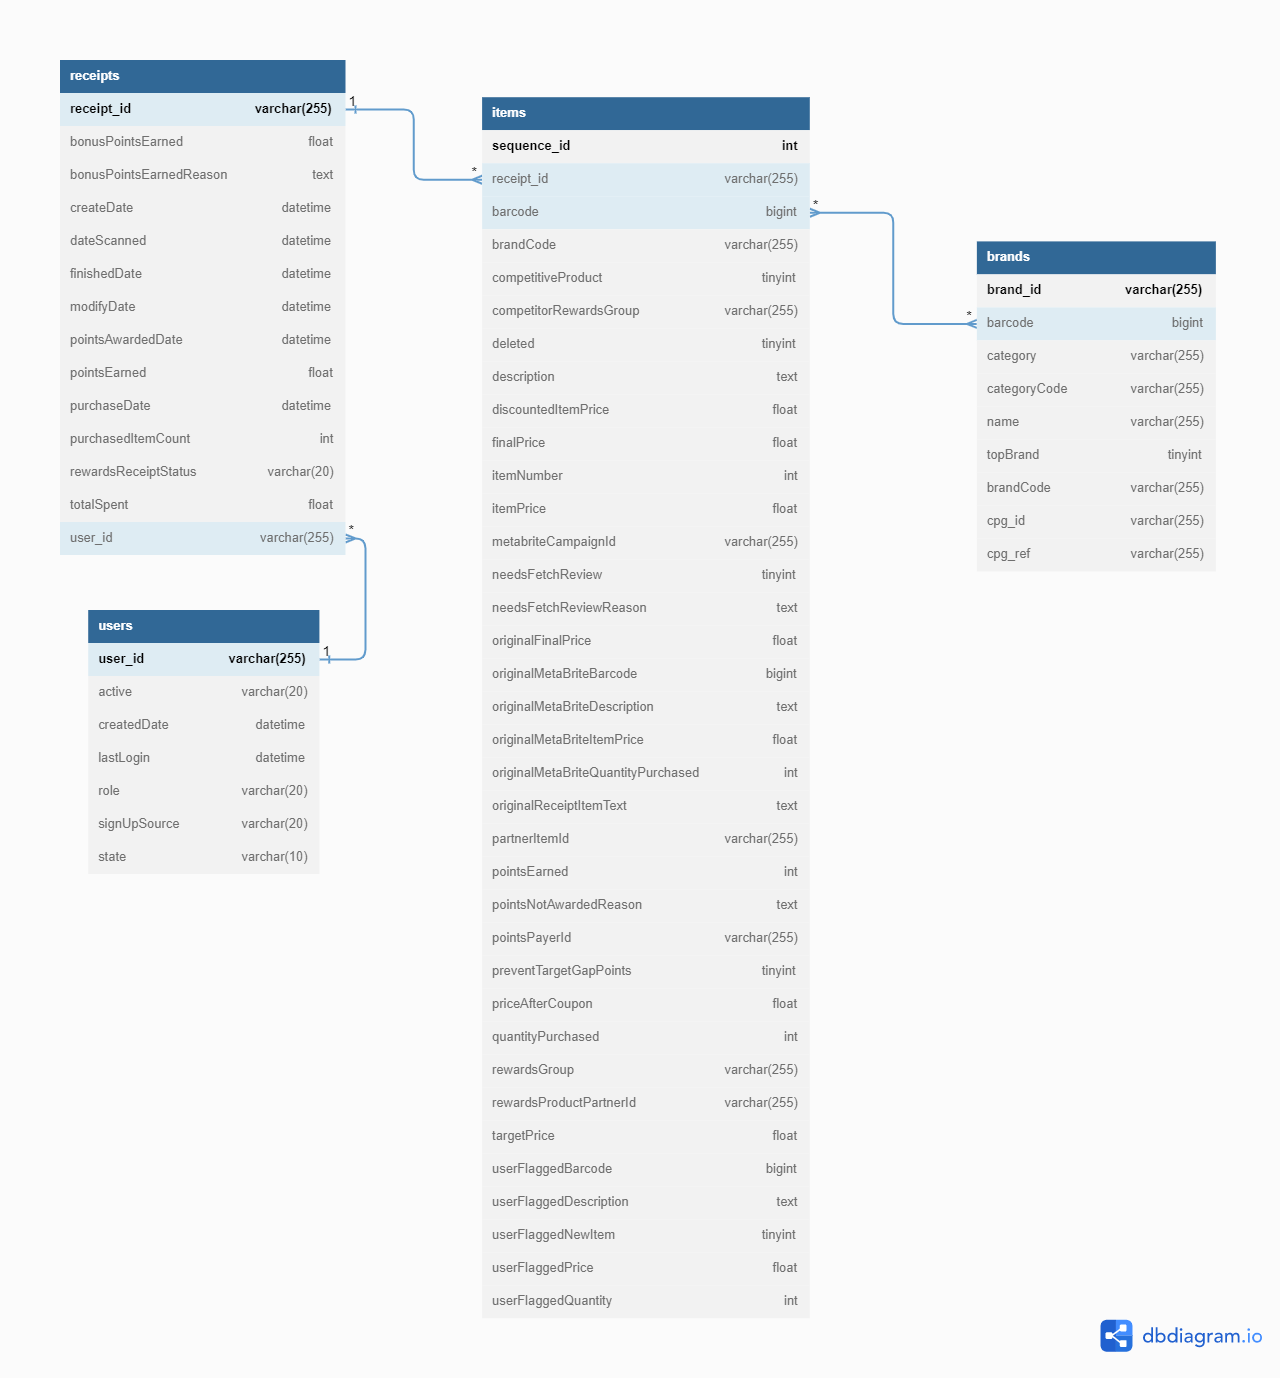 receipts
receipt_id varchar(255)
bonusPointsEarned float
bonusPointsEarnedReason text
createDate datetime
dateScanned datetime
finishedDate datetime
modifyDate datetime
pointsAwardedDate datetime
pointsEarned float
purchaseDate datetime
purchasedItemCount int
rewardsReceiptStatus varchar(20)
totalSpent float
user_id varchar(255)
1
*
users
user_id varchar(255)
active varchar(20)
createdDate datetime
lastLogin datetime
role varchar(20)
signUpSource varchar(20)
state varchar(10)
1
*
items
sequence_id int
receipt_id varchar(255)
barcode bigint
brandCode varchar(255)
competitiveProduct tinyint
competitorRewardsGroup varchar(255)
deleted tinyint
description text
discountedItemPrice float
finalPrice float
itemNumber int
itemPrice float
metabriteCampaignId varchar(255)
needsFetchReview tinyint
needsFetchReviewReason text
originalFinalPrice float
originalMetaBriteBarcode bigint
originalMetaBriteDescription text
originalMetaBriteItemPrice float
originalMetaBriteQuantityPurchased int
originalReceiptItemText text
partnerItemId varchar(255)
pointsEarned int
pointsNotAwardedReason text
pointsPayerId varchar(255)
preventTargetGapPoints tinyint
priceAfterCoupon float
quantityPurchased int
rewardsGroup varchar(255)
rewardsProductPartnerId varchar(255)
targetPrice float
userFlaggedBarcode bigint
userFlaggedDescription text
userFlaggedNewItem tinyint
userFlaggedPrice float
userFlaggedQuantity int
*
*
brands
brand_id varchar(255)
barcode bigint
category varchar(255)
categoryCode varchar(255)
name varchar(255)
topBrand tinyint
brandCode varchar(255)
cpg_id varchar(255)
cpg_ref varchar(255)
dbdiagram.io